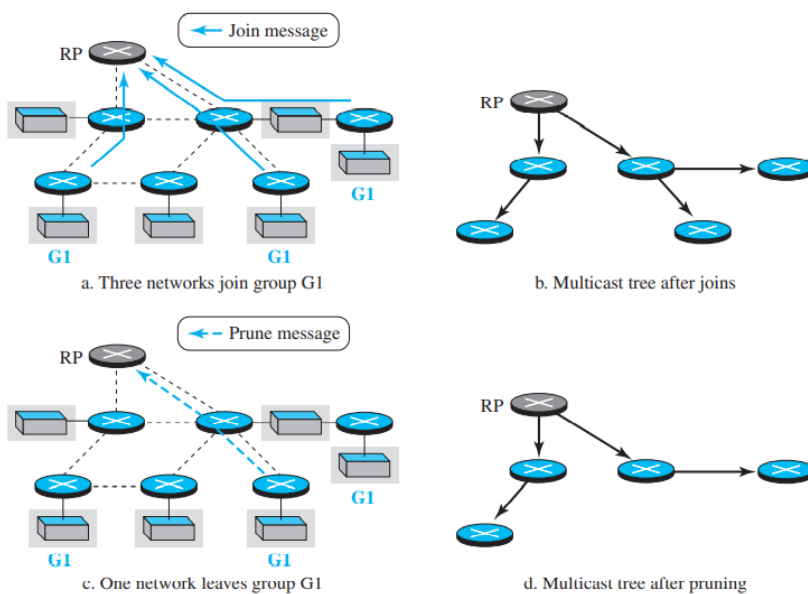 Join message
RP
G1
G1
G1
a. Three networks join group G1
RP
b. Multicast tree after joins
Prune message
RP
G1
G1
c. One network leaves group G1
RP
d. Multicast tree after pruning